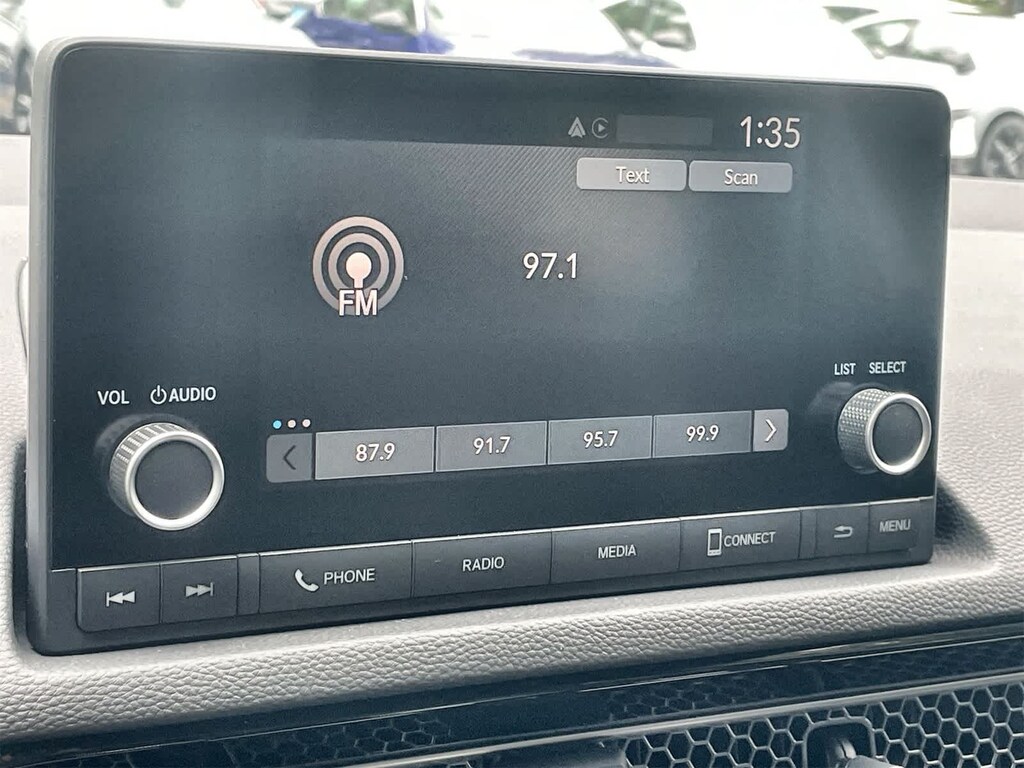 1:35
Text Scan
FM
97.1
VOL AUDIO
LIST SELECT
87.9 91.7 95.7 99.9
PHONE RADIO MEDIA CONNECT MENU